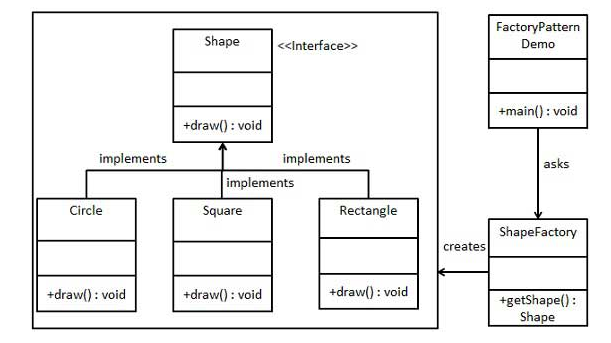 Shape
<<Interface>>
+draw() : void
implements
implements
implements
Circle
+draw() : void
Square
+draw() : void
Rectangle
+draw() : void
FactoryPattern
Demo
+main() : void
asks
creates
ShapeFactory
+getShape() :
Shape